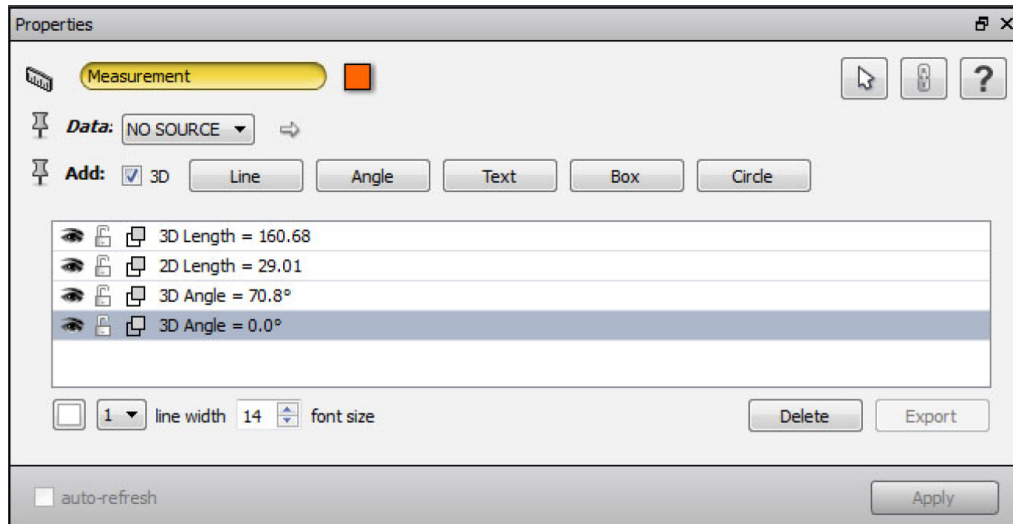 Properties
Measurement
Data: NO SOURCE
Add: 3D Line Angle Text Box Circle
3D Length = 160.68
2D Length = 29.01
3D Angle = 70.8°
3D Angle = 0.0°
1 line width 14 font size Delete Export
auto-refresh Apply